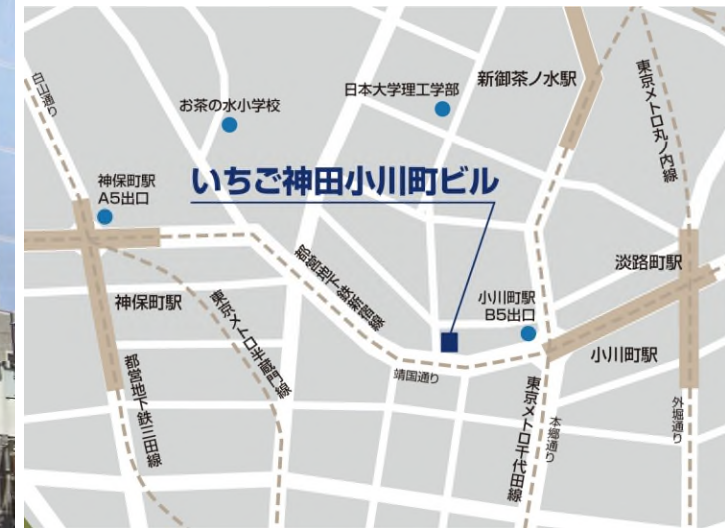 白山通り
お茶の水小学校
日本大学理工学部
新御茶ノ水駅
東京メトロ丸ノ内線
神保町駅
A5出口
いちご神田小川町ビル
都営地下鉄新宿線
淡路町駅
神保町駅
東京メトロ半蔵門線
小川町駅
B5出口
小川町駅
靖国通り
都営地下鉄三田線
東京メトロ千代田線
本郷通り
外堀通り